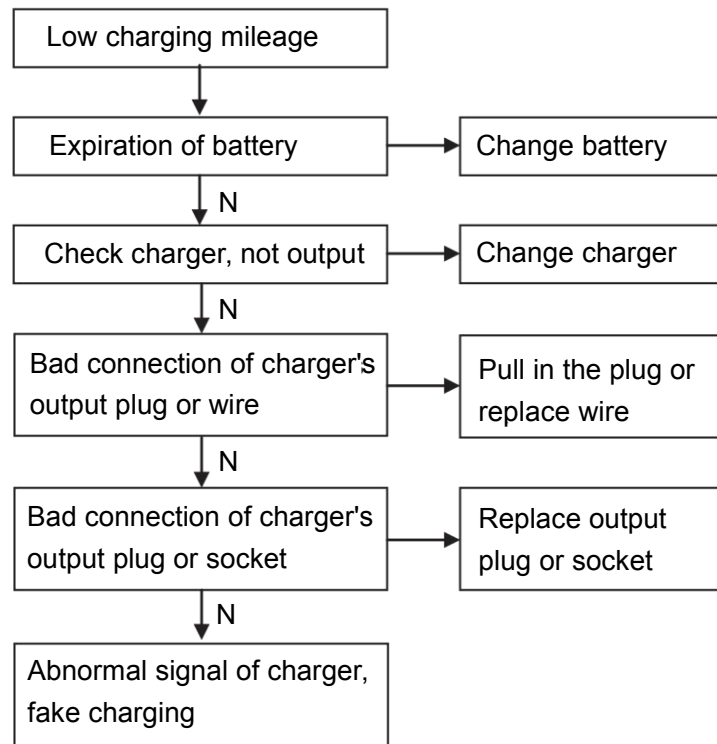 Low charging mileage
Expiration of battery
Change battery
N
Check charger, not output
Change charger
N
Bad connection of charger's
output plug or wire
Pull in the plug or
replace wire
N
Bad connection of charger's
output plug or socket
Replace output
plug or socket
N
Abnormal signal of charger,
fake charging